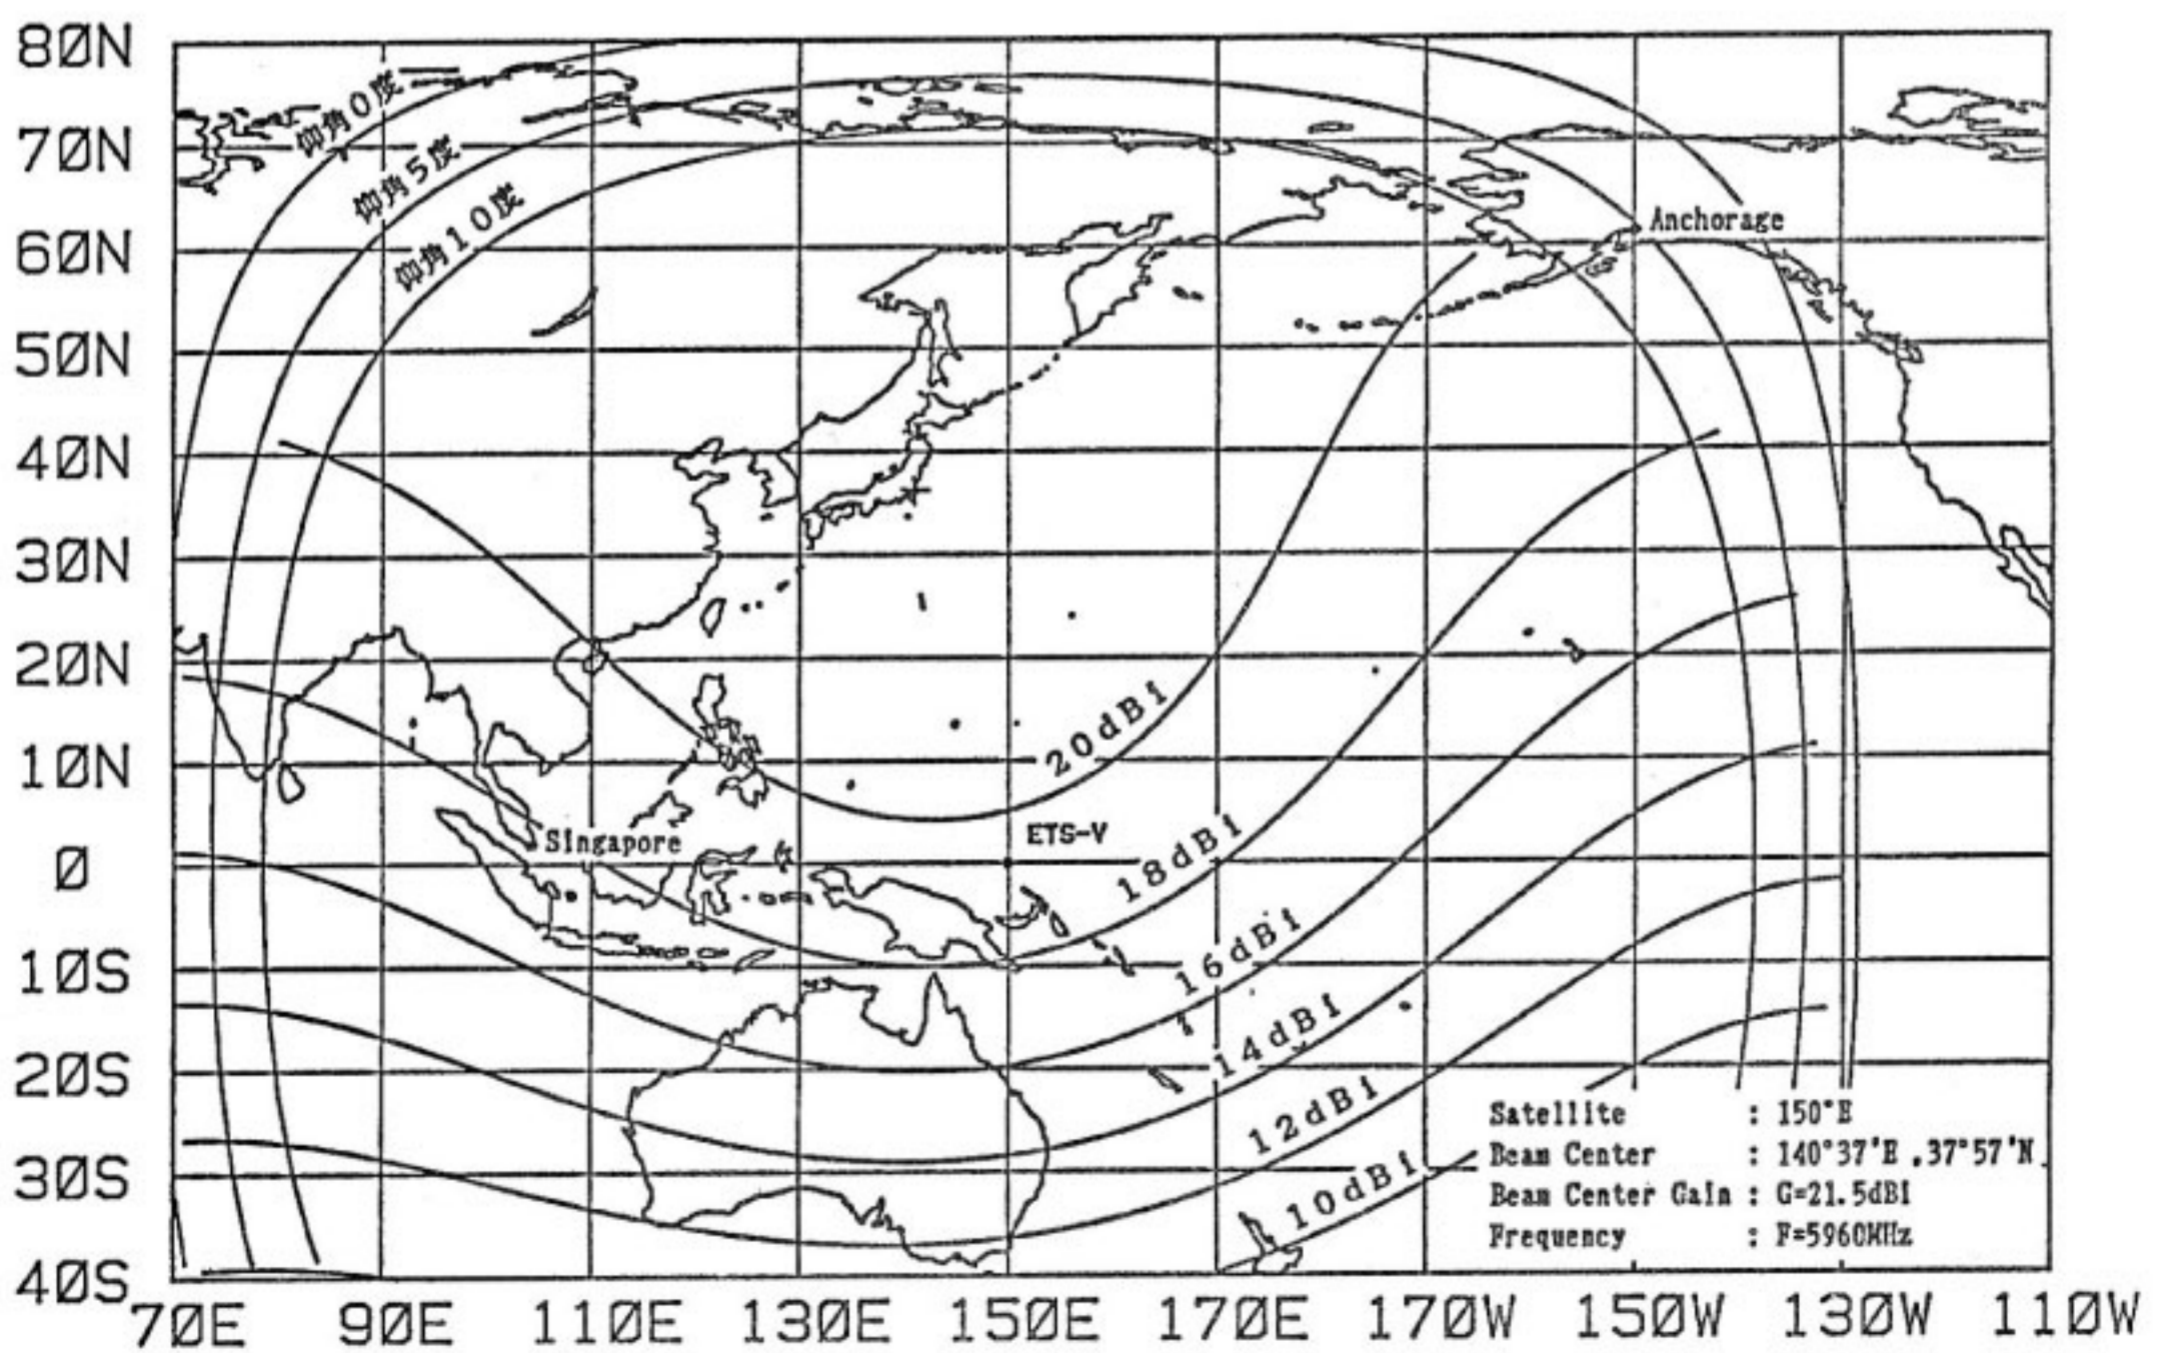 80N
70N
60N
50N
40N
30N
20N
10N
0
10S
20S
30S
40S
70E 90E 110E 130E 150E 170E 170W 150W 130W 110W
仰角0度
仰角5度
仰角10度
Anchorage
Singapore
ETS-V
20dBi
18dBi
16dBi
14dBi
12dBi
10dBi
Satellite : 150°E
Beam Center : 140°37'E , 37°57'N
Beam Center Gain : G=21.5dBi
Frequency : F=5960MHz